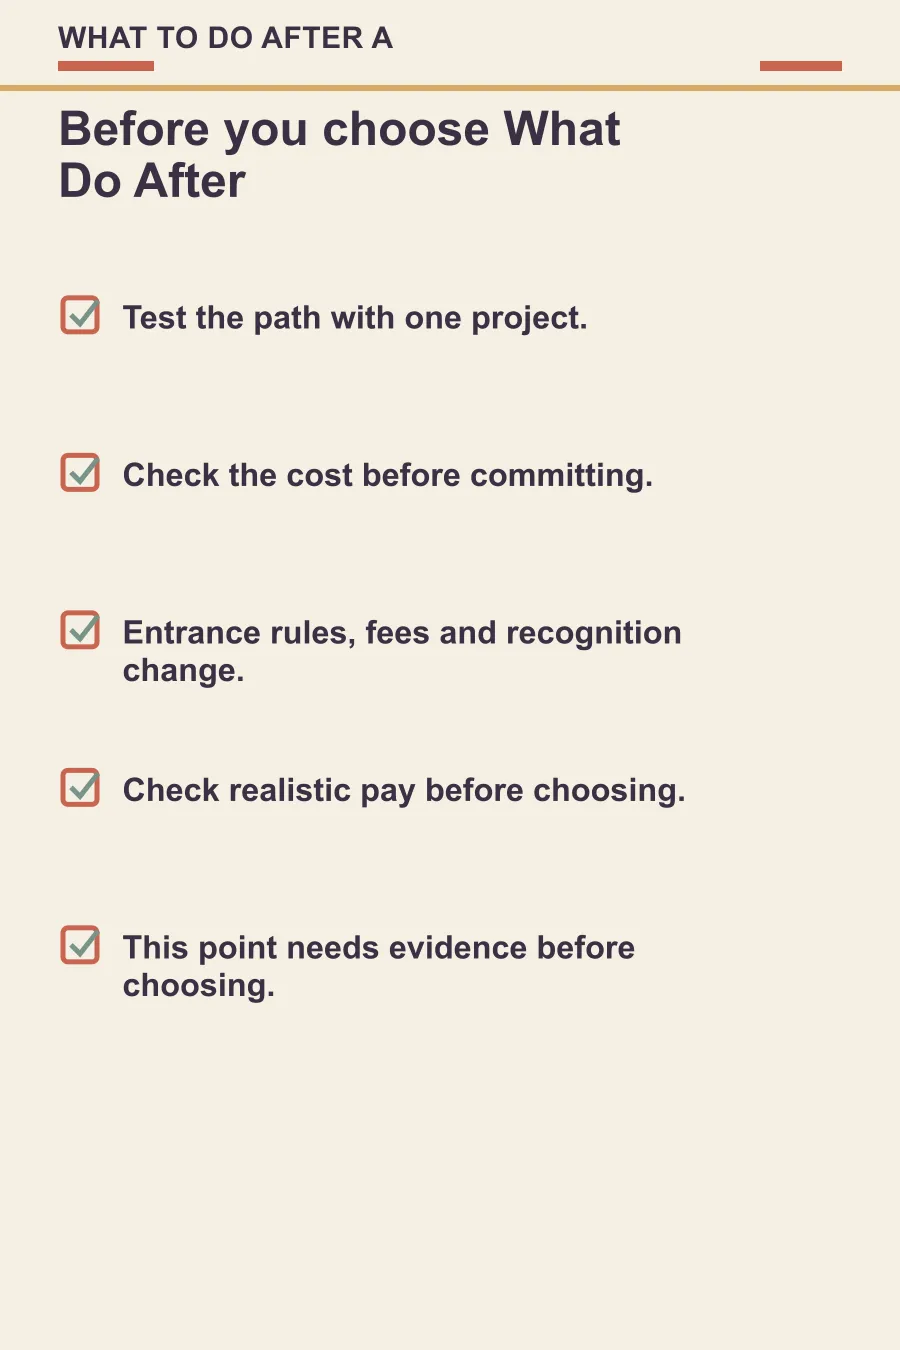 WHAT TO DO AFTER A
Before you choose What
Do After
Test the path with one project.
Check the cost before committing.
Entrance rules, fees and recognition
change.
Check realistic pay before choosing.
This point needs evidence before
choosing.